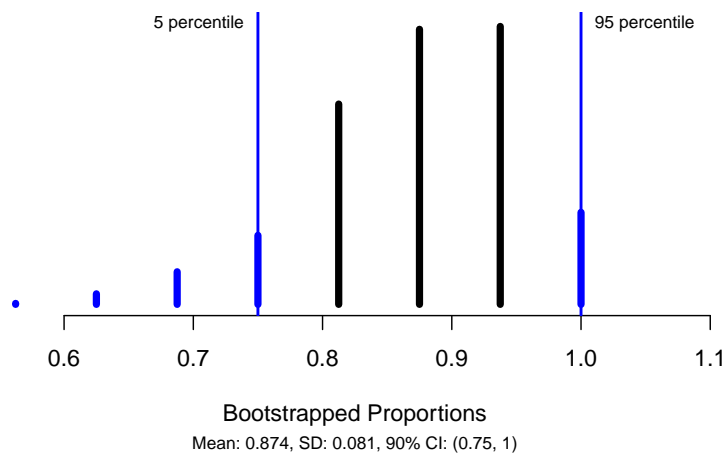 5 percentile
95 percentile
0.6 0.7 0.8 0.9 1.0 1.1
Bootstrapped Proportions
Mean: 0.874, SD: 0.081, 90% CI: (0.75, 1)